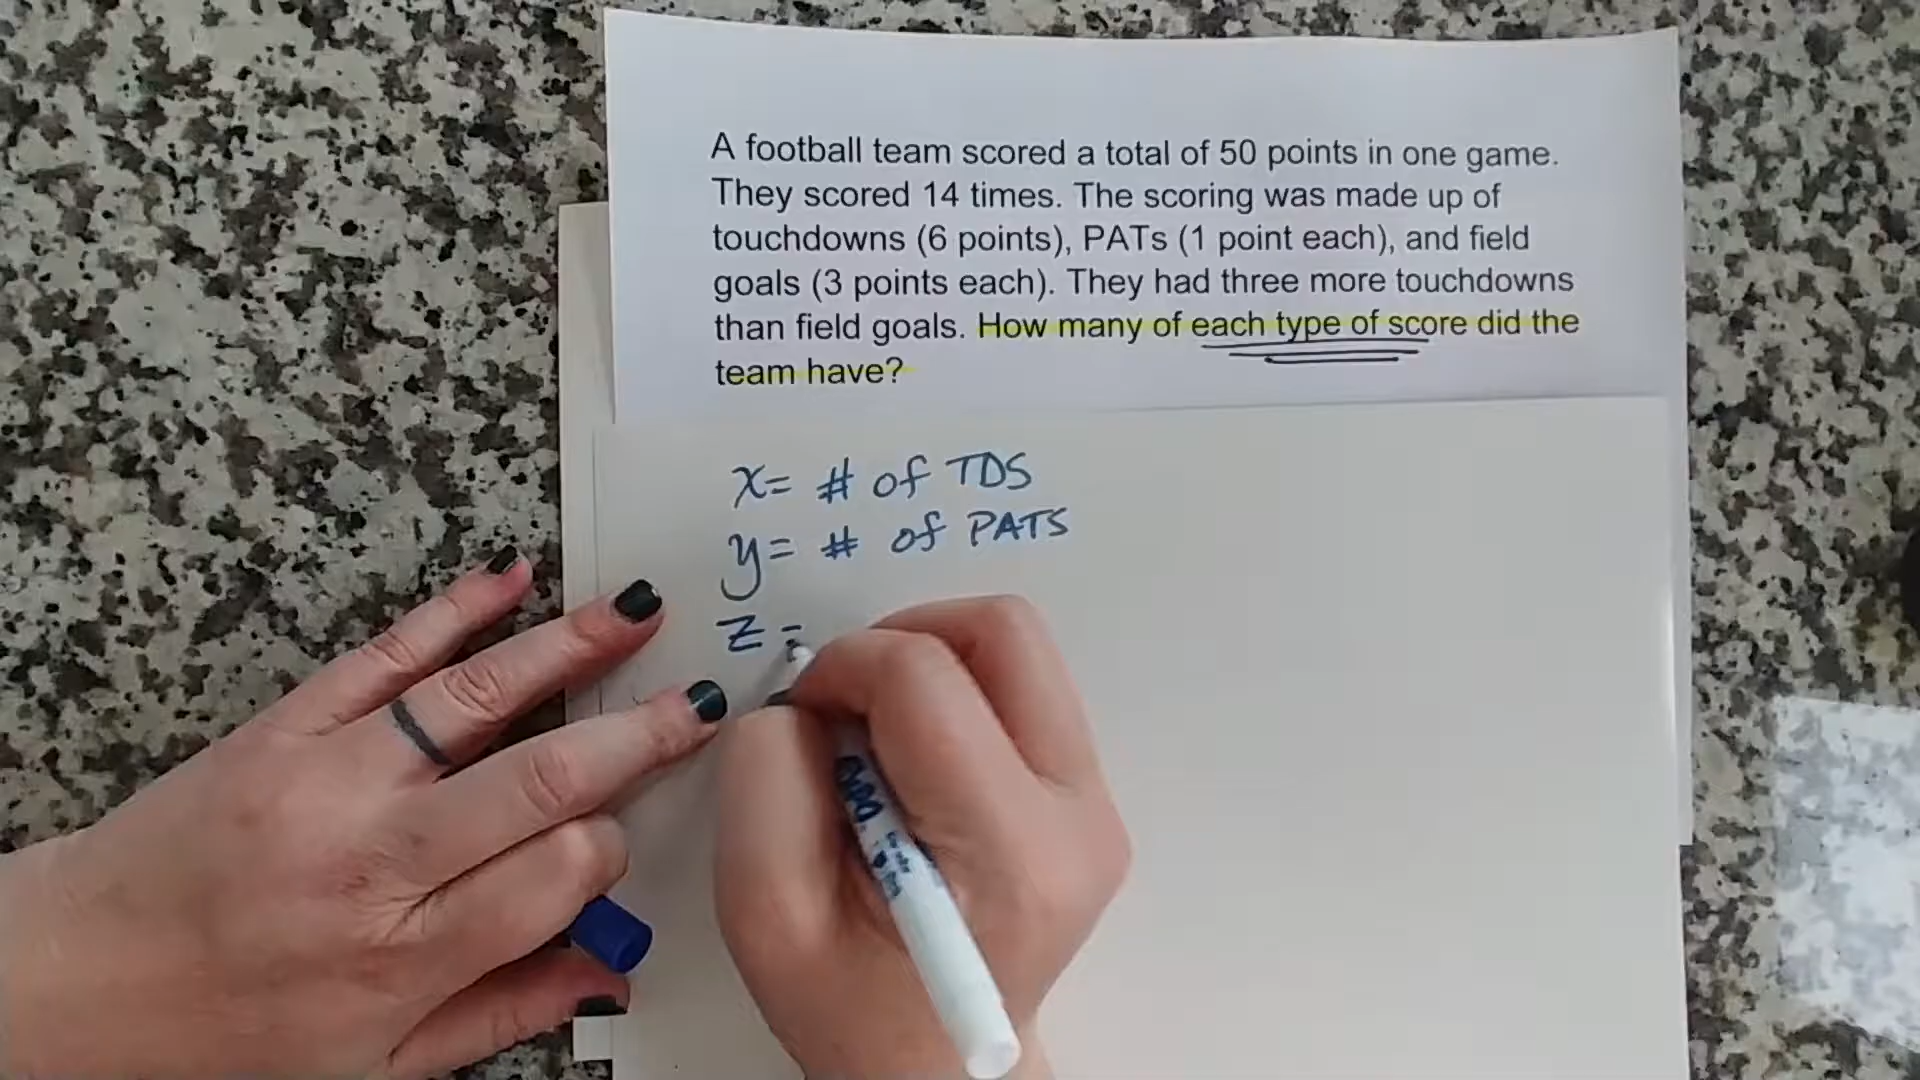 A football team scored a total of 50 points in one game.
They scored 14 times. The scoring was made up of
touchdowns (6 points), PATs (1 point each), and field
goals (3 points each). They had three more touchdowns
than field goals. How many of each type of score did the
team have?
x= # of TDS
y= # of PATS
z =
EXPO